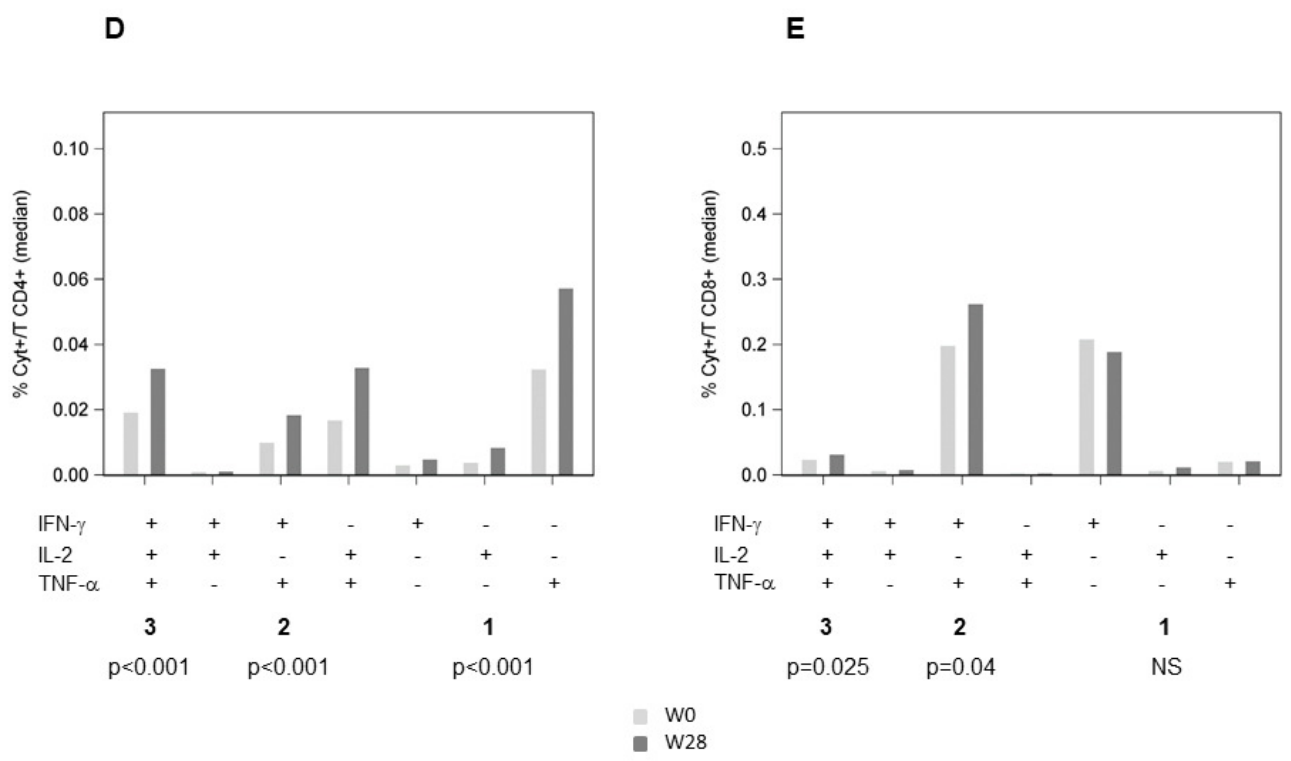 D
% Cyt+/T CD4+ (median)
0.10
0.08
0.06
0.04
0.02
0.00
IFN-γ + + + - + - -
IL-2 + + - + - + -
TNF-α + - + + - - +
3 2 1
p<0.001 p<0.001 p<0.001
E
% Cyt+/T CD8+ (median)
0.5
0.4
0.3
0.2
0.1
0.0
IFN-γ + + + - + - -
IL-2 + + - + - + -
TNF-α + - + + - - +
3 2 1
p=0.025 p=0.04 NS
W0
W28